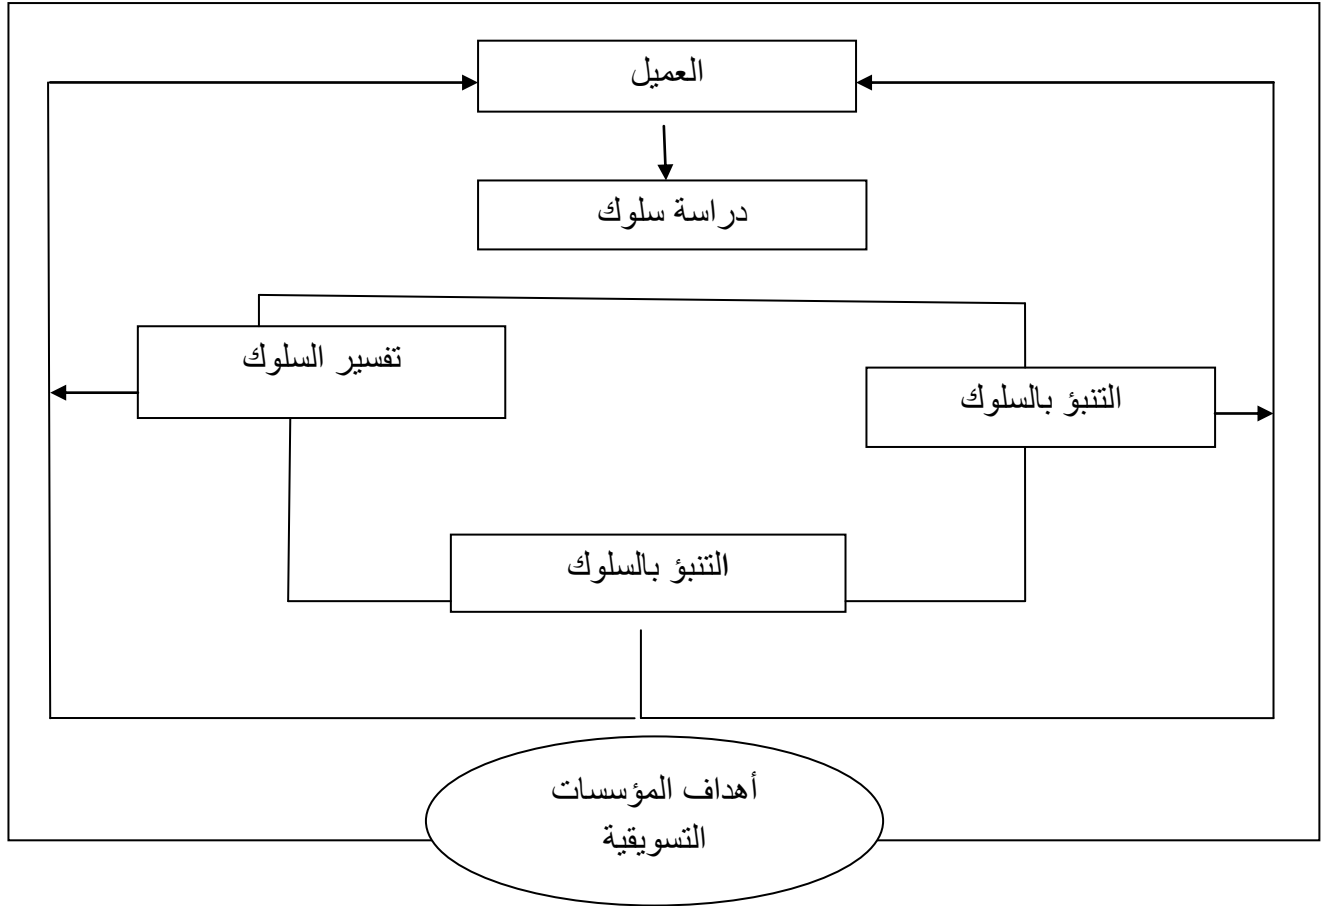 العميل
دراسة سلوك
تفسير السلوك
التنبؤ بالسلوك
التنبؤ بالسلوك
أهداف المؤسسات
التسويقية